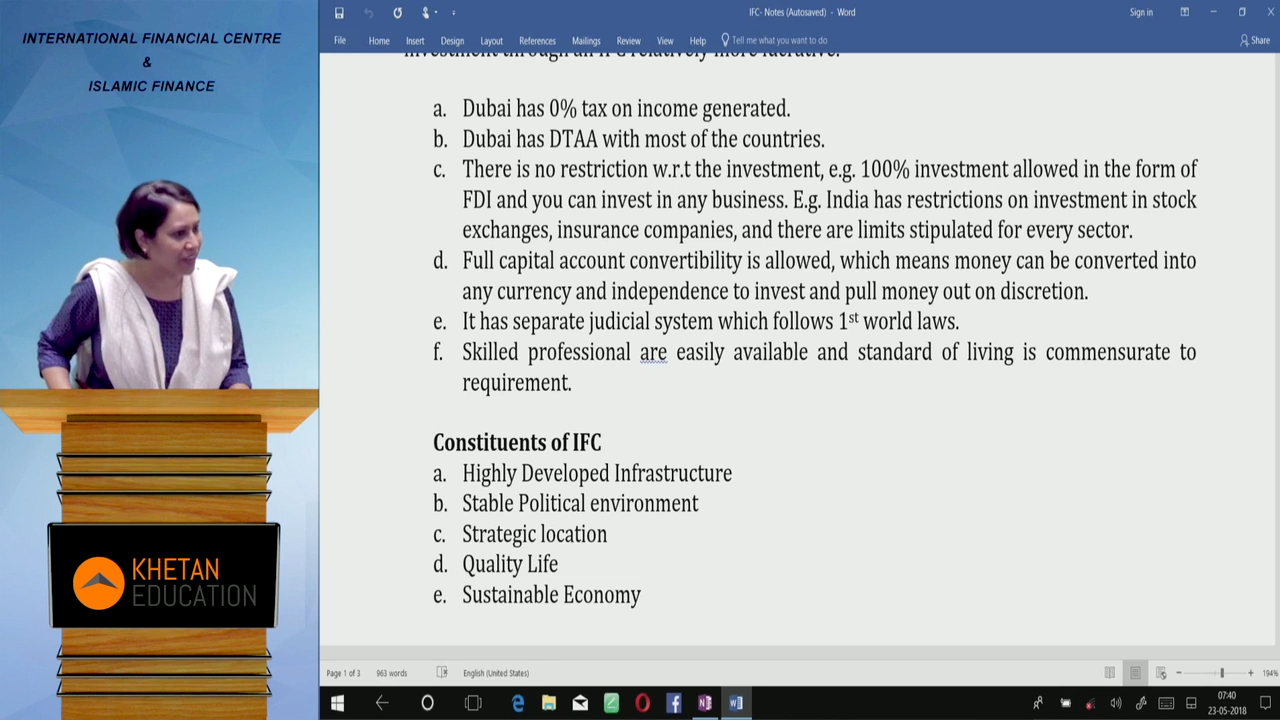 INTERNATIONAL FINANCIAL CENTRE
&
ISLAMIC FINANCE
KHETAN
EDUCATION
IFC- Notes (Autosaved) - Word
Sign in
File Home Insert Design Layout References Mailings Review View Help Tell me what you want to do Share
investment through an IFC relatively more lucrative.
a. Dubai has 0% tax on income generated.
b. Dubai has DTAA with most of the countries.
c. There is no restriction w.r.t the investment, e.g. 100% investment allowed in the form of
FDI and you can invest in any business. E.g. India has restrictions on investment in stock
exchanges, insurance companies, and there are limits stipulated for every sector.
d. Full capital account convertibility is allowed, which means money can be converted into
any currency and independence to invest and pull money out on discretion.
e. It has separate judicial system which follows 1st world laws.
f. Skilled professional are easily available and standard of living is commensurate to
requirement.
Constituents of IFC
a. Highly Developed Infrastructure
b. Stable Political environment
c. Strategic location
d. Quality Life
e. Sustainable Economy
Page 1 of 3 963 words English (United States) 194%
07:40
23-05-2018